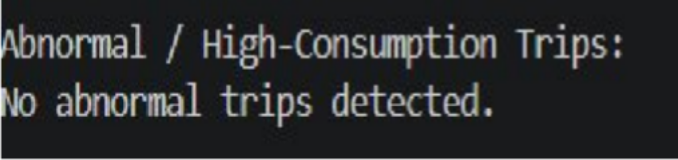 Abnormal / High-Consumption Trips:
No abnormal trips detected.